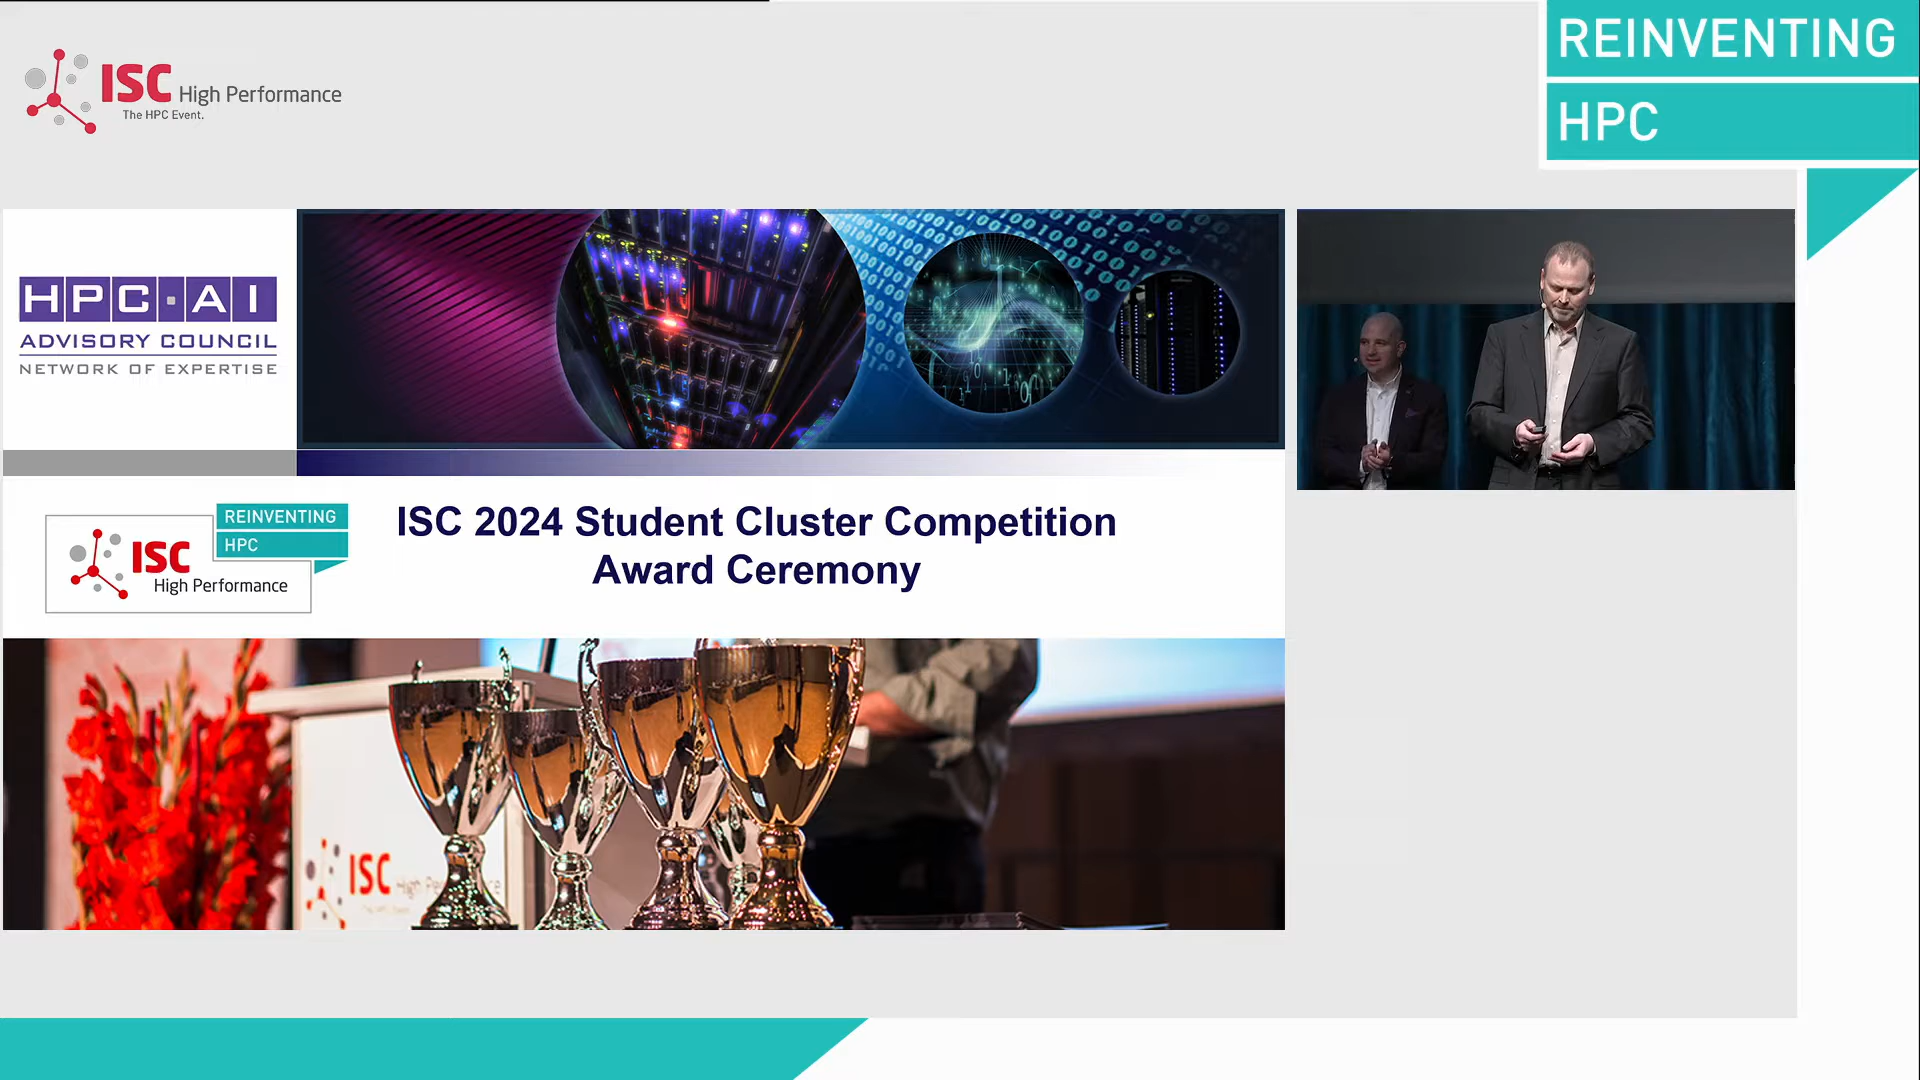 ISC High Performance
The HPC Event.
REINVENTING
HPC
HPC·AI
ADVISORY COUNCIL
NETWORK OF EXPERTISE
REINVENTING
HPC
ISC
High Performance
ISC 2024 Student Cluster Competition
Award Ceremony
ISC